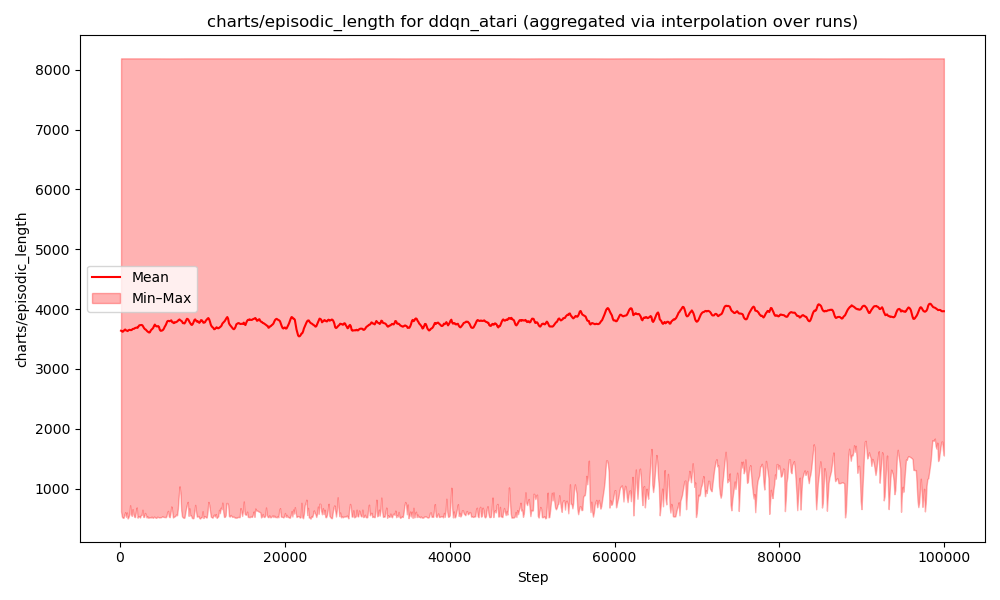 charts/episodic_length for ddqn_atari (aggregated via interpolation over runs)
8000
7000
6000
5000
4000
3000
2000
1000
charts/episodic_length
Mean
Min–Max
0
20000
40000
60000
80000
100000
Step